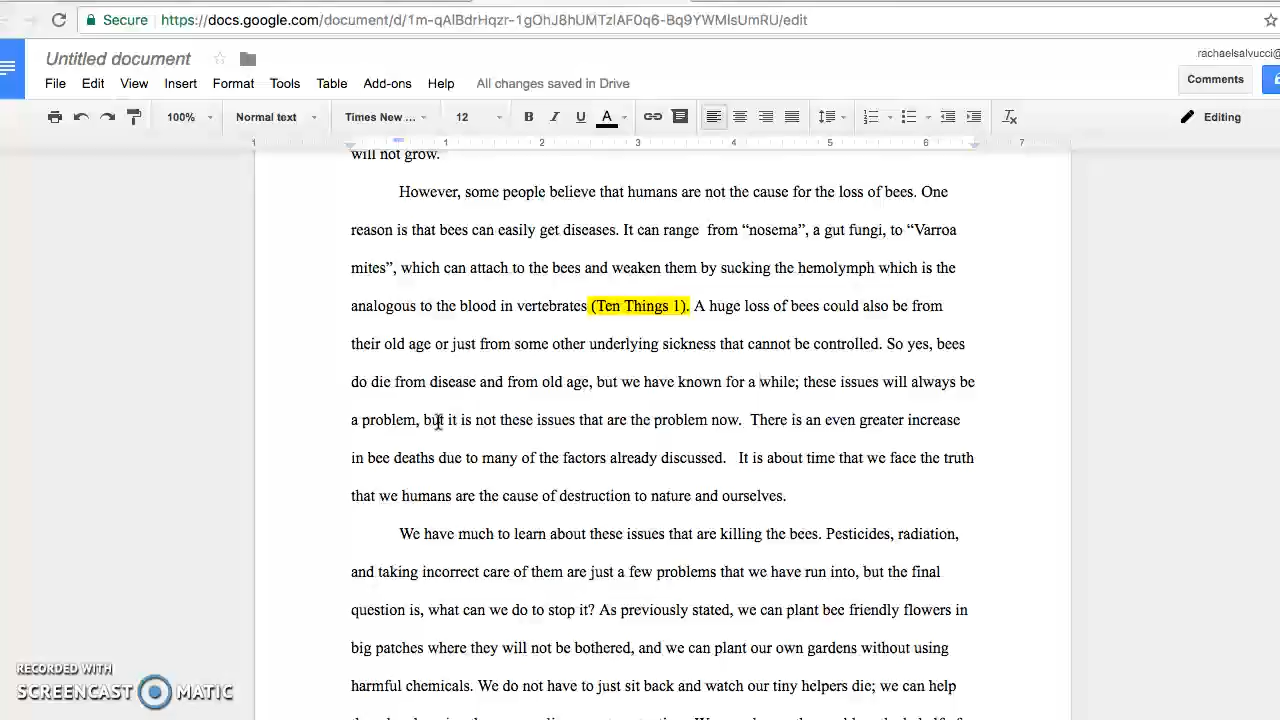 Secure https://docs.google.com/document/d/1m-qAlBdrHqzr-1gOhJ8hUMTzlAF0q6-Bq9YWMlsUmRU/edit
Untitled document
rachaelsalvucci@
File Edit View Insert Format Tools Table Add-ons Help All changes saved in Drive
Comments
100% Normal text Times New ... 12 B I U A Editing
1 1 2 3 4 5 6 7
will not grow.
However, some people believe that humans are not the cause for the loss of bees. One
reason is that bees can easily get diseases. It can range  from “nosema”, a gut fungi, to “Varroa
mites”, which can attach to the bees and weaken them by sucking the hemolymph which is the
analogous to the blood in vertebrates (Ten Things 1). A huge loss of bees could also be from
their old age or just from some other underlying sickness that cannot be controlled. So yes, bees
do die from disease and from old age, but we have known for a while; these issues will always be
a problem, but it is not these issues that are the problem now.  There is an even greater increase
in bee deaths due to many of the factors already discussed.   It is about time that we face the truth
that we humans are the cause of destruction to nature and ourselves.
We have much to learn about these issues that are killing the bees. Pesticides, radiation,
and taking incorrect care of them are just a few problems that we have run into, but the final
question is, what can we do to stop it? As previously stated, we can plant bee friendly flowers in
big patches where they will not be bothered, and we can plant our own gardens without using
harmful chemicals. We do not have to just sit back and watch our tiny helpers die; we can help
RECORDED WITH
SCREENCAST MATIC